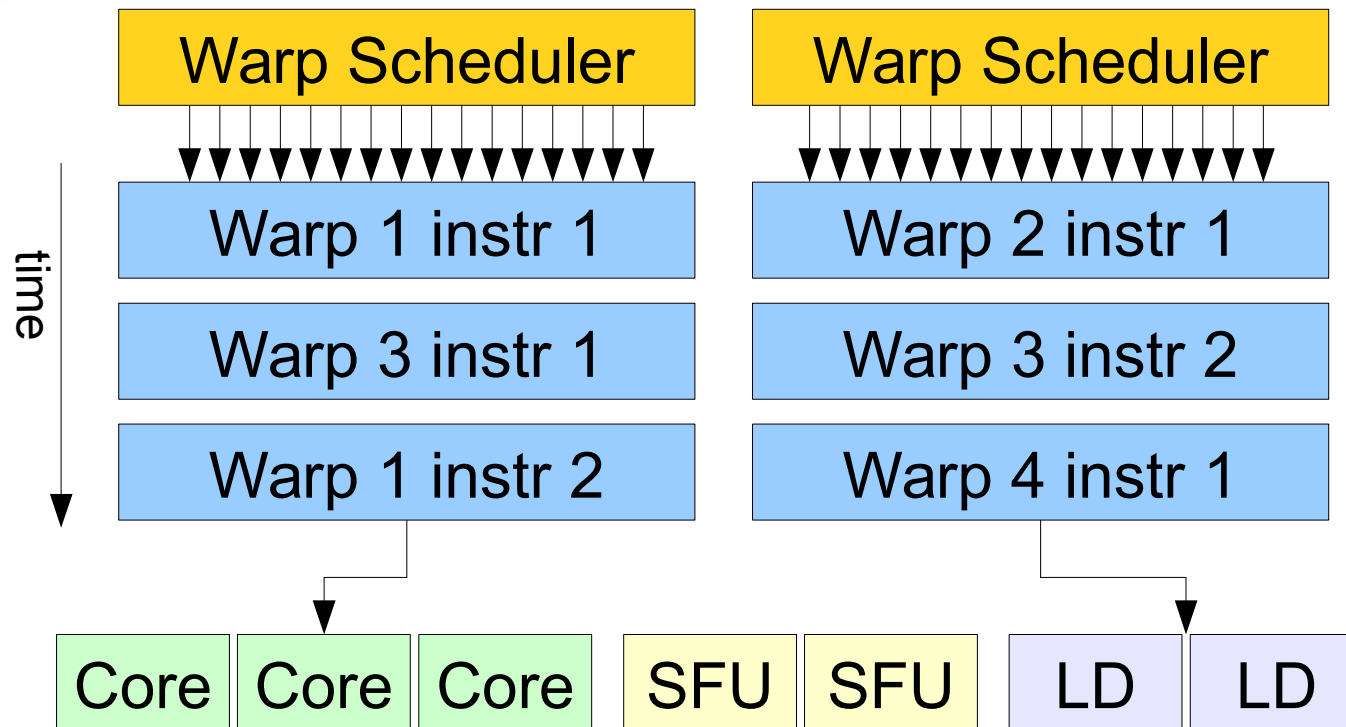 Warp Scheduler
Warp Scheduler
time
Warp 1 instr 1
Warp 2 instr 1
Warp 3 instr 1
Warp 3 instr 2
Warp 1 instr 2
Warp 4 instr 1
Core
Core
Core
SFU
SFU
LD
LD